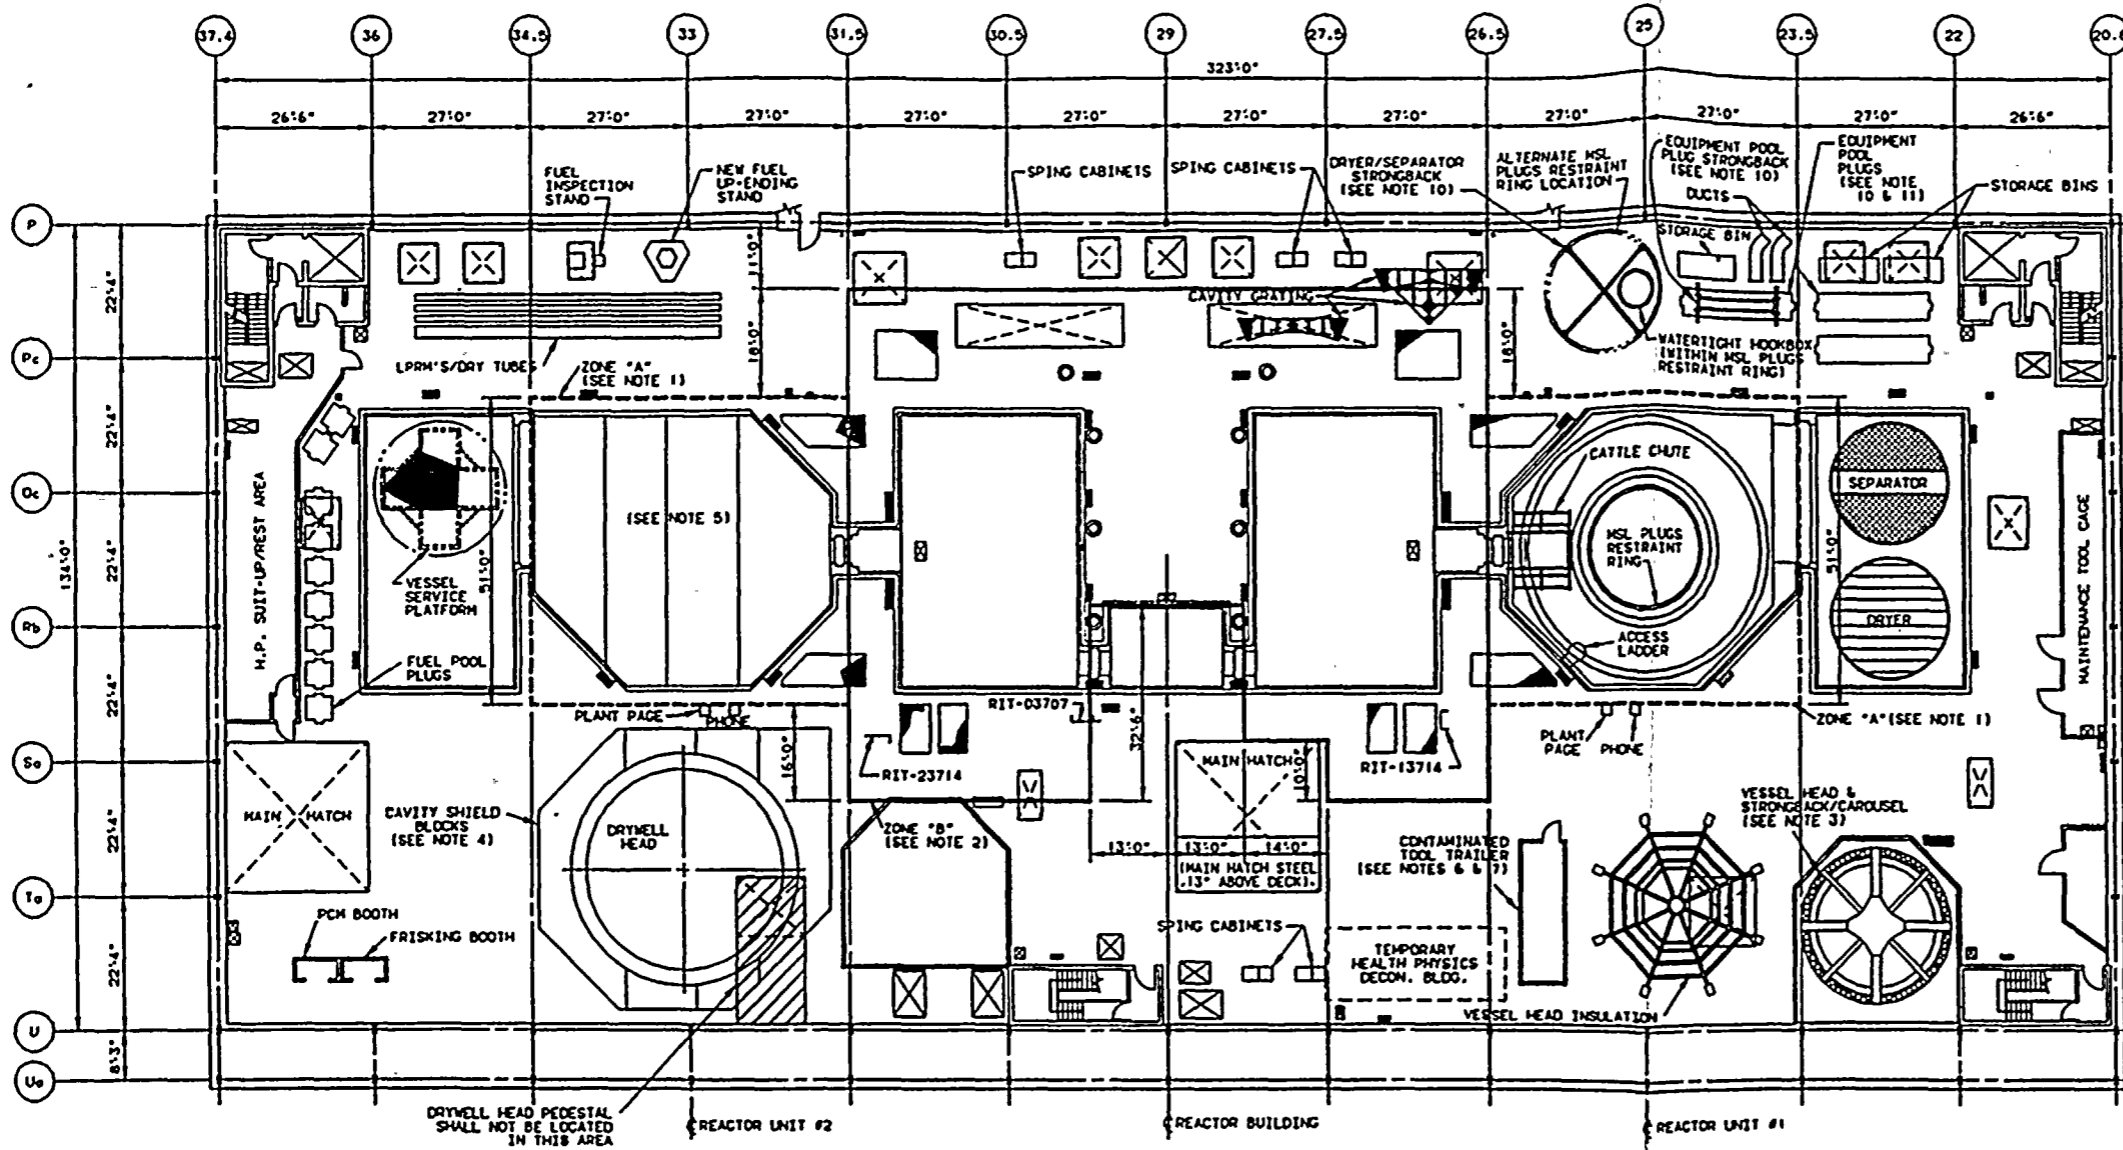 37.4 36 34.5 33 31.5 30.5 29 27.5 26.5 25 23.5 22 20.6
323'0"
26'6" 27'0" 27'0" 27'0" 27'0" 27'0" 27'0" 27'0" 27'0" 27'0" 27'0" 26'6"
FUEL
INSPECTION
STAND
NEW FUEL
UP-ENDING
STAND
SPING CABINETS
SPING CABINETS
DRYER/SEPARATOR
STRONGBACK
(SEE NOTE 10)
ALTERNATE MSL
PLUGS RESTRAINT
RING LOCATION
EQUIPMENT POOL
PLUG STRONGBACK
(SEE NOTE 10)
DUCTS
STORAGE BIN
EQUIPMENT
POOL
PLUGS
(SEE NOTE
10 & 11)
STORAGE BINS
P
Pc
Qc
Rb
Sa
Ta
U
Ua
134'0"
22'4"
22'4"
22'4"
22'4"
22'4"
22'4"
8'3"
11'0"
18'0"
18'0"
CAVITY GRATING
LPRM'S/DRY TUBES
ZONE "A"
(SEE NOTE 1)
WATERTIGHT HOOKBOX
(WITHIN MSL PLUGS
RESTRAINT RING)
H.P. SUIT-UP/REST AREA
VESSEL
SERVICE
PLATFORM
51'0"
(SEE NOTE 5)
FUEL POOL
PLUGS
CATTLE CHUTE
MSL PLUGS
RESTRAINT
RING
ACCESS
LADDER
51'0"
SEPARATOR
DRYER
MAINTENANCE TOOL CAGE
PLANT PAGE
PHONE
16'0"
RIT-03707
RIT-23714
32'6"
10'0"
RIT-13714
PLANT
PAGE
PHONE
ZONE "A" (SEE NOTE 1)
MAIN HATCH
CAVITY SHIELD
BLOCKS
(SEE NOTE 4)
DRYWELL
HEAD
ZONE "B"
(SEE NOTE 2)
MAIN HATCH
13'0" 13'0" 14'0"
(MAIN HATCH STEEL
.13" ABOVE DECK).
CONTAMINATED
TOOL TRAILER
(SEE NOTES 6 & 7)
VESSEL HEAD &
STRONGBACK/CAROUSEL
(SEE NOTE 3)
PCM BOOTH
FRISKING BOOTH
SPING CABINETS
TEMPORARY
HEALTH PHYSICS
DECON. BLDG.
VESSEL HEAD INSULATION
DRYWELL HEAD PEDESTAL
SHALL NOT BE LOCATED
IN THIS AREA
REACTOR UNIT #2
REACTOR BUILDING
REACTOR UNIT #1